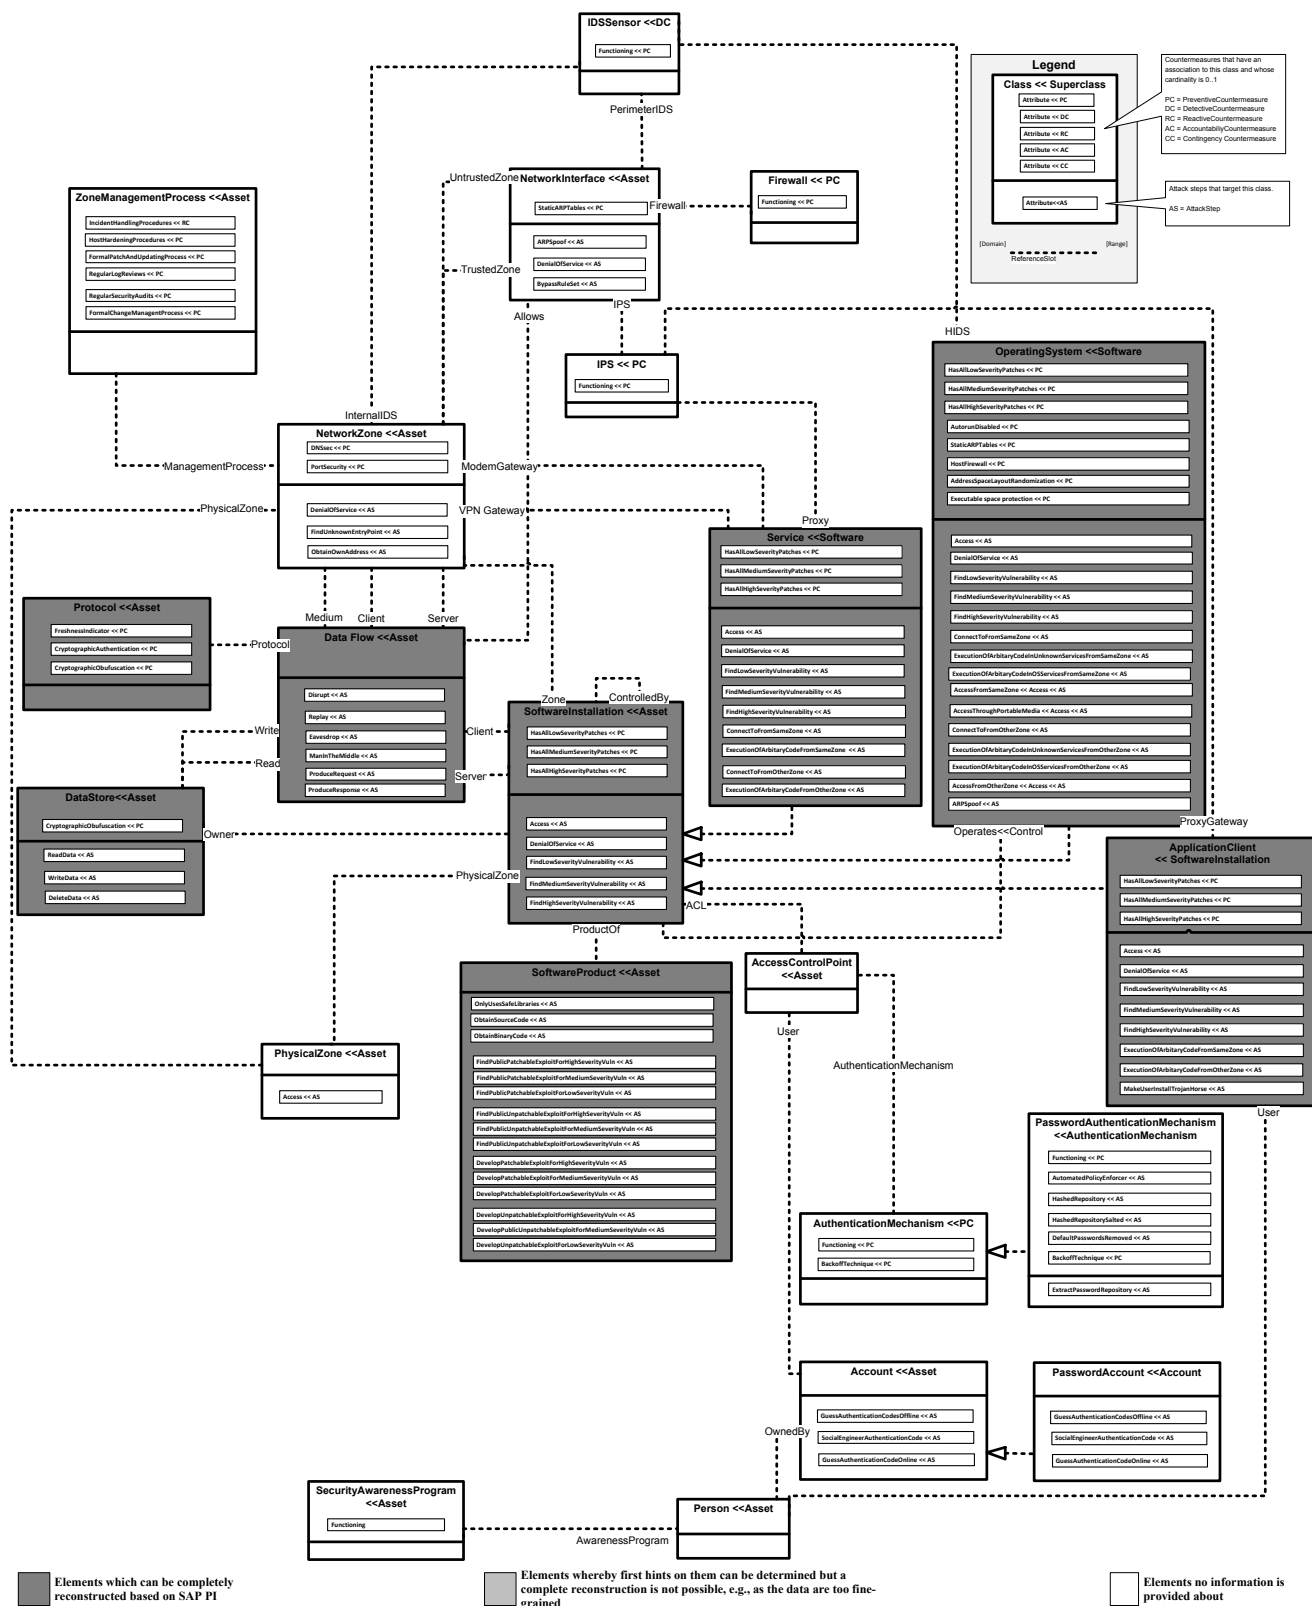 IDSSensor <<DC
Functioning << PC
Legend
Class << Superclass
Attribute << PC
Attribute << DC
Attribute << RC
Attribute << AC
Attribute << CC
Attribute<<AS
[Domain]
[Range]
ReferenceSlot
Countermeasures that have an
association to this class and whose
cardinality is 0..1
PC = PreventiveCountermeasure
DC = DetectiveCountermeasure
RC = ReactiveCountermeasure
AC = AccountabiliyCountermeasure
CC = Contingency Countermeasure
Attack steps that target this class.
AS = AttackStep
PerimeterIDS
UntrustedZone
NetworkInterface <<Asset
StaticARPTables << PC
ARPSpoof << AS
DenialOfService << AS
BypassRuleSet << AS
Firewall
Firewall << PC
Functioning << PC
TrustedZone
Allows
IPS
ZoneManagementProcess <<Asset
IncidentHandlingProcedures << RC
HostHardeningProcedures << PC
FormalPatchAndUpdatingProcess << PC
RegularLogReviews << PC
RegularSecurityAudits << PC
FormalChangeManagentProcess << PC
IPS << PC
Functioning << PC
HIDS
OperatingSystem <<Software
HasAllLowSeverityPatches << PC
HasAllMediumSeverityPatches << PC
HasAllHighSeverityPatches << PC
AutorunDisabled << PC
StaticARPTables << PC
HostFirewall << PC
AddressSpaceLayoutRandomization << PC
Executable space protection << PC
Access << AS
DenialOfService << AS
FindLowSeverityVulnerability << AS
FindMediumSeverityVulnerability << AS
FindHighSeverityVulnerability << AS
ConnectToFromSameZone << AS
ExecutionOfArbitaryCodeInUnknownServicesFromSameZone << AS
ExecutionOfArbitaryCodeInOSServicesFromSameZone << AS
AccessFromSameZone << Access << AS
AccessThroughPortableMedia << Access << AS
ConnectToFromOtherZone << AS
ExecutionOfArbitaryCodeInUnknownServicesFromOtherZone << AS
ExecutionOfArbitaryCodeInOSServicesFromOtherZone << AS
AccessFromOtherZone << Access << AS
ARPSpoof << AS
InternalIDS
NetworkZone <<Asset
DNSsec << PC
PortSecurity << PC
DenialOfService << AS
FindUnknownEntryPoint << AS
ObtainOwnAddress << AS
ManagementProcess
ModemGateway
PhysicalZone
VPN Gateway
Proxy
Service <<Software
HasAllLowSeverityPatches << PC
HasAllMediumSeverityPatches << PC
HasAllHighSeverityPatches << PC
Access << AS
DenialOfService << AS
FindLowSeverityVulnerability << AS
FindMediumSeverityVulnerability << AS
FindHighSeverityVulnerability << AS
ConnectToFromSameZone << AS
ExecutionOfArbitaryCodeFromSameZone << AS
ConnectToFromOtherZone << AS
ExecutionOfArbitaryCodeFromOtherZone << AS
Medium
Client
Server
Protocol <<Asset
FreshnessIndicator << PC
CryptographicAuthentication << PC
CryptographicObufuscation << PC
Protocol
Data Flow <<Asset
Disrupt << AS
Replay << AS
Eavesdrop << AS
ManInTheMiddle << AS
ProduceRequest << AS
ProduceResponse << AS
Write
Read
Client
Server
Zone
ControlledBy
SoftwareInstallation <<Asset
HasAllLowSeverityPatches << PC
HasAllMediumSeverityPatches << PC
HasAllHighSeverityPatches << PC
Access << AS
DenialOfService << AS
FindLowSeverityVulnerability << AS
FindMediumSeverityVulnerability << AS
FindHighSeverityVulnerability << AS
DataStore<<Asset
CryptographicObufuscation << PC
ReadData << AS
WriteData << AS
DeleteData << AS
Owner
PhysicalZone
ACL
ProductOf
Operates<<Control
ProxyGateway
ApplicationClient
<< SoftwareInstallation
HasAllLowSeverityPatches << PC
HasAllMediumSeverityPatches << PC
HasAllHighSeverityPatches << PC
Access << AS
DenialOfService << AS
FindLowSeverityVulnerability << AS
FindMediumSeverityVulnerability << AS
FindHighSeverityVulnerability << AS
ExecutionOfArbitaryCodeFromSameZone << AS
ExecutionOfArbitaryCodeFromOtherZone << AS
MakeUserInstallTrojanHorse << AS
SoftwareProduct <<Asset
OnlyUsesSafeLibraries << AS
ObtainSourceCode << AS
ObtainBinaryCode << AS
FindPublicPatchableExploitForHighSeverityVuln << AS
FindPublicPatchableExploitForMediumSeverityVuln << AS
FindPublicPatchableExploitForLowSeverityVuln << AS
FindPublicUnpatchableExploitForHighSeverityVuln << AS
FindPublicUnpatchableExploitForMediumSeverityVuln << AS
FindPublicUnpatchableExploitForLowSeverityVuln << AS
DevelopPatchableExploitForHighSeverityVuln << AS
DevelopPatchableExploitForMediumSeverityVuln << AS
DevelopPatchableExploitForLowSeverityVuln << AS
DevelopUnpatchableExploitForHighSeverityVuln << AS
DevelopPublicUnpatchableExploitForMediumSeverityVuln << AS
DevelopUnpatchableExploitForLowSeverityVuln << AS
AccessControlPoint
<<Asset
User
AuthenticationMechanism
PhysicalZone <<Asset
Access << AS
User
PasswordAuthenticationMechanism
<<AuthenticationMechanism
Functioning << PC
AutomatedPolicyEnforcer << AS
HashedRepository << AS
HashedRepositorySalted << AS
DefaultPasswordsRemoved << AS
BackoffTechnique << PC
ExtractPasswordRepository << AS
AuthenticationMechanism <<PC
Functioning << PC
BackoffTechnique << PC
Account <<Asset
GuessAuthenticationCodesOffline << AS
SocialEngineerAuthenticationCode << AS
GuessAuthenticationCodeOnline << AS
PasswordAccount <<Account
GuessAuthenticationCodesOffline << AS
SocialEngineerAuthenticationCode << AS
GuessAuthenticationCodeOnline << AS
OwnedBy
SecurityAwarenessProgram
<<Asset
Functioning
AwarenessProgram
Person <<Asset
Elements which can be completely
reconstructed based on SAP PI
Elements whereby first hints on them can be determined but a
complete reconstruction is not possible, e.g., as the data are too fine-
grained
Elements no information is
provided about